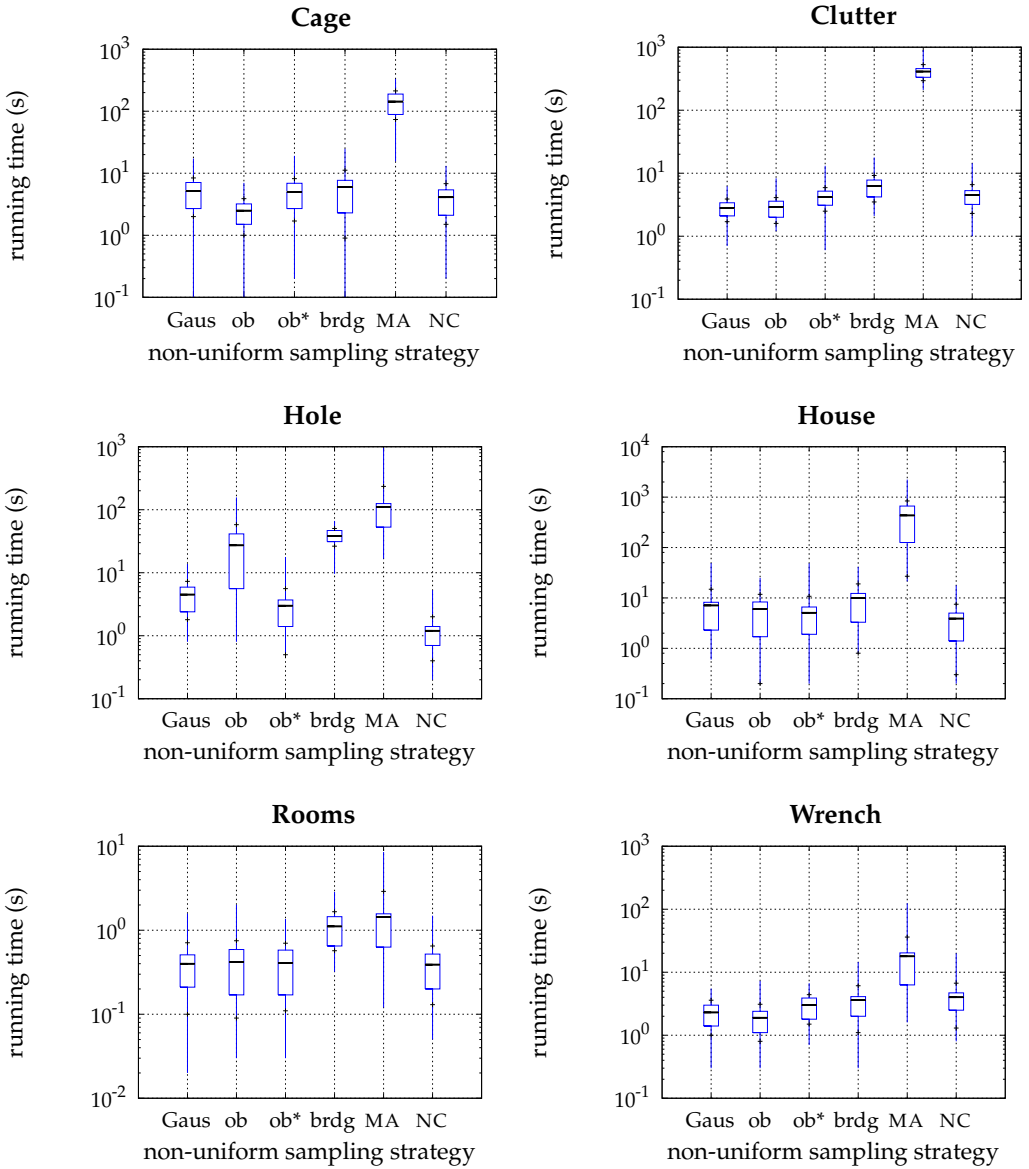 Cage
running time (s)
10^3
10^2
10^1
10^0
10^-1
Gaus ob ob* brdg MA NC
non-uniform sampling strategy
Clutter
running time (s)
10^3
10^2
10^1
10^0
10^-1
Gaus ob ob* brdg MA NC
non-uniform sampling strategy
Hole
running time (s)
10^3
10^2
10^1
10^0
10^-1
Gaus ob ob* brdg MA NC
non-uniform sampling strategy
House
running time (s)
10^4
10^3
10^2
10^1
10^0
10^-1
Gaus ob ob* brdg MA NC
non-uniform sampling strategy
Rooms
running time (s)
10^1
10^0
10^-1
10^-2
Gaus ob ob* brdg MA NC
non-uniform sampling strategy
Wrench
running time (s)
10^3
10^2
10^1
10^0
10^-1
Gaus ob ob* brdg MA NC
non-uniform sampling strategy